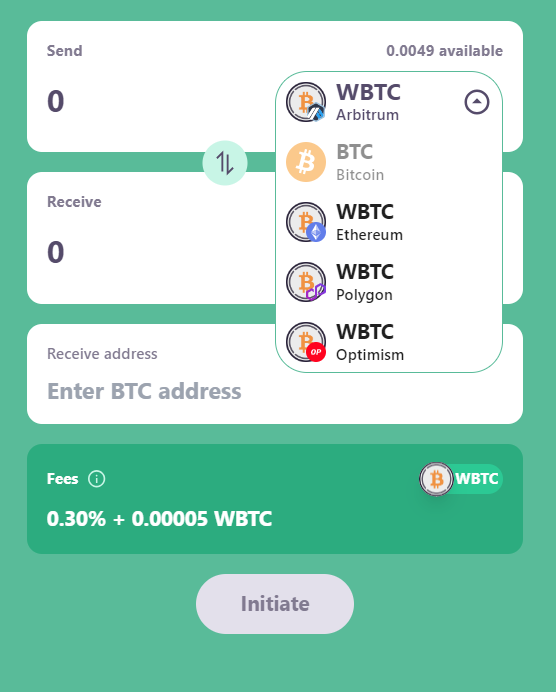 Send
0.0049 available
0
WBTC
Arbitrum
BTC
Bitcoin
Receive
0
WBTC
Ethereum
WBTC
Polygon
WBTC
OP
Optimism
Receive address
Enter BTC address
Fees
WBTC
0.30% + 0.00005 WBTC
Initiate